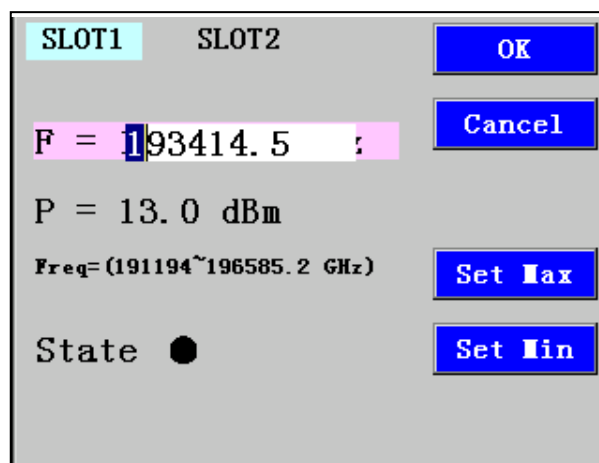 SLOT1 SLOT2
OK
Cancel
F = 193414.5 z
P = 13.0 dBm
Freq=(191194~196585.2 GHz)
Set Max
State
Set Min